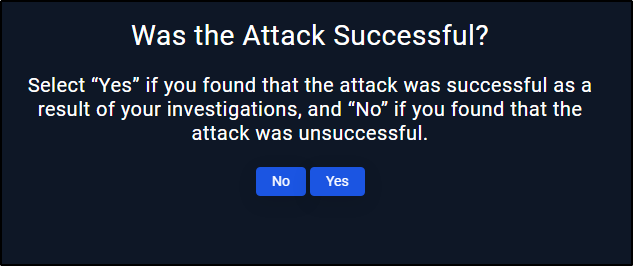 Was the Attack Successful?
Select “Yes” if you found that the attack was successful as a
result of your investigations, and “No” if you found that the
attack was unsuccessful.
No Yes